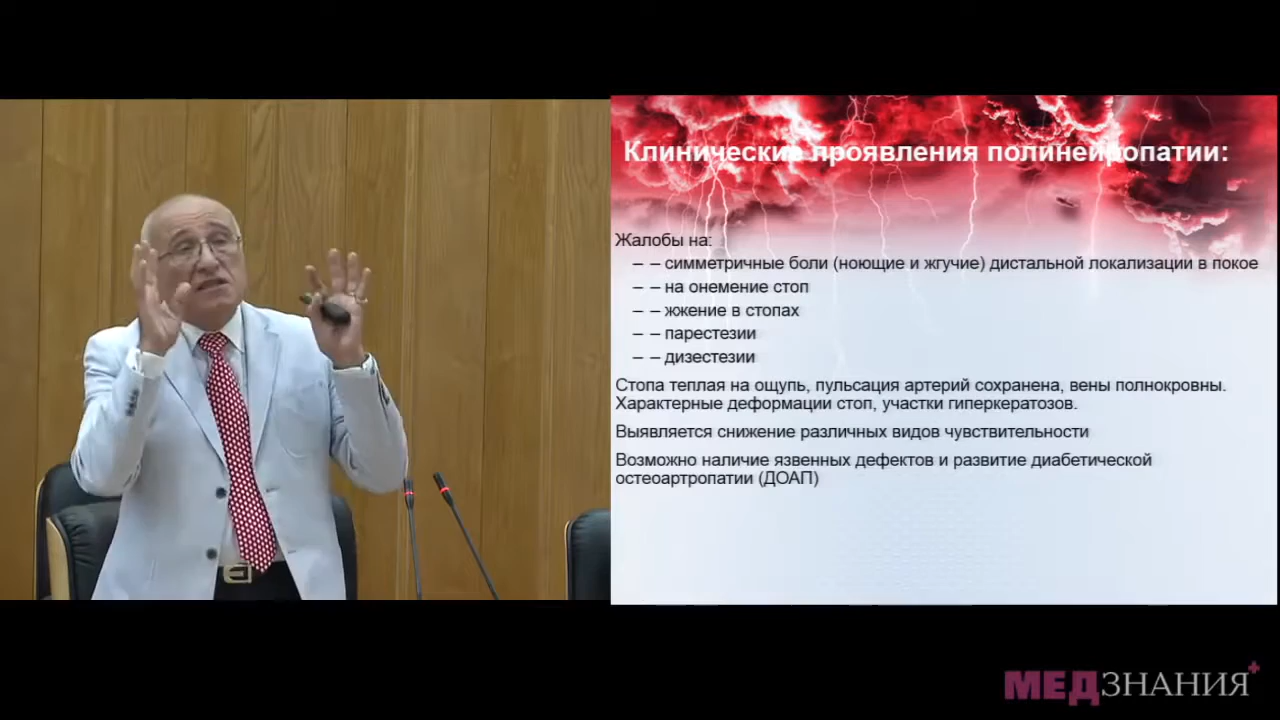 Клинические проявления полинейропатии:
Жалобы на:
– – симметричные боли (ноющие и жгучие) дистальной локализации в покое
– – на онемение стоп
– – жжение в стопах
– – парестезии
– – дизестезии
Стопа теплая на ощупь, пульсация артерий сохранена, вены полнокровны.
Характерные деформации стоп, участки гиперкератозов.
Выявляется снижение различных видов чувствительности
Возможно наличие язвенных дефектов и развитие диабетической
остеоартропатии (ДОАП)
МЕДЗНАНИЯ+